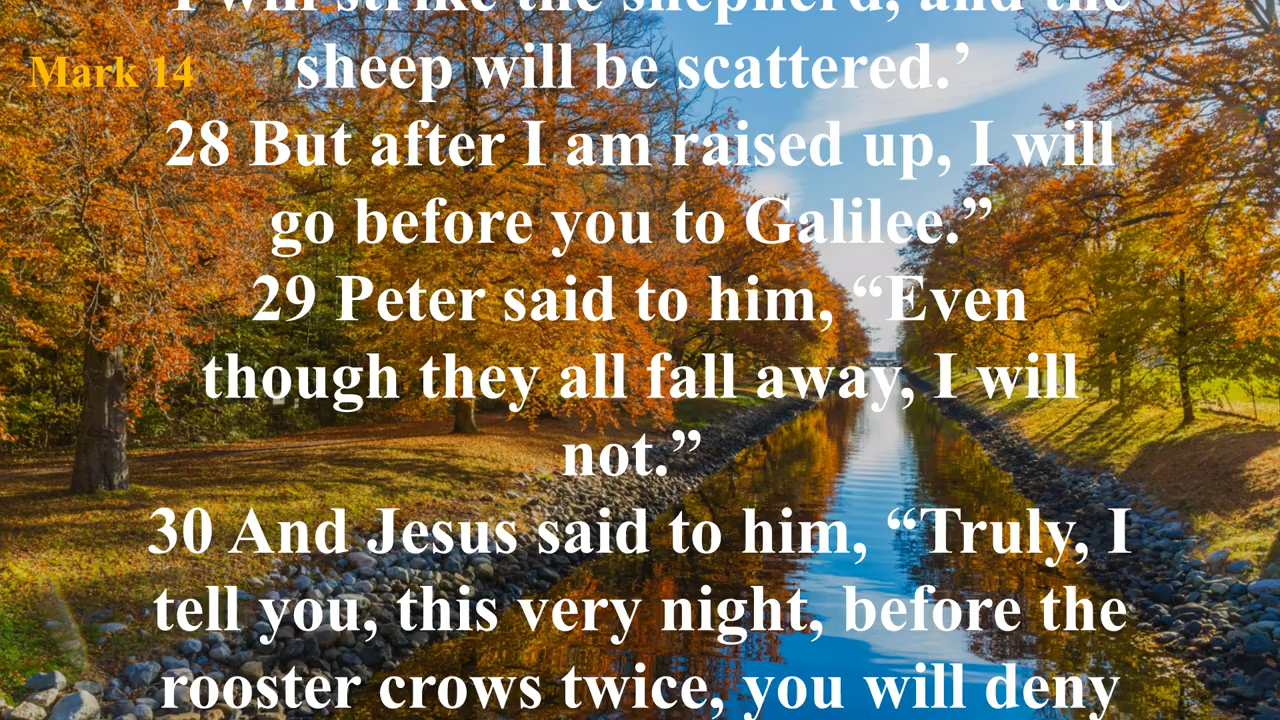 'I will strike the shepherd, and the
Mark 14
sheep will be scattered.’
28 But after I am raised up, I will
go before you to Galilee.”
29 Peter said to him, “Even
though they all fall away, I will
not.”
30 And Jesus said to him, “Truly, I
tell you, this very night, before the
rooster crows twice, you will deny